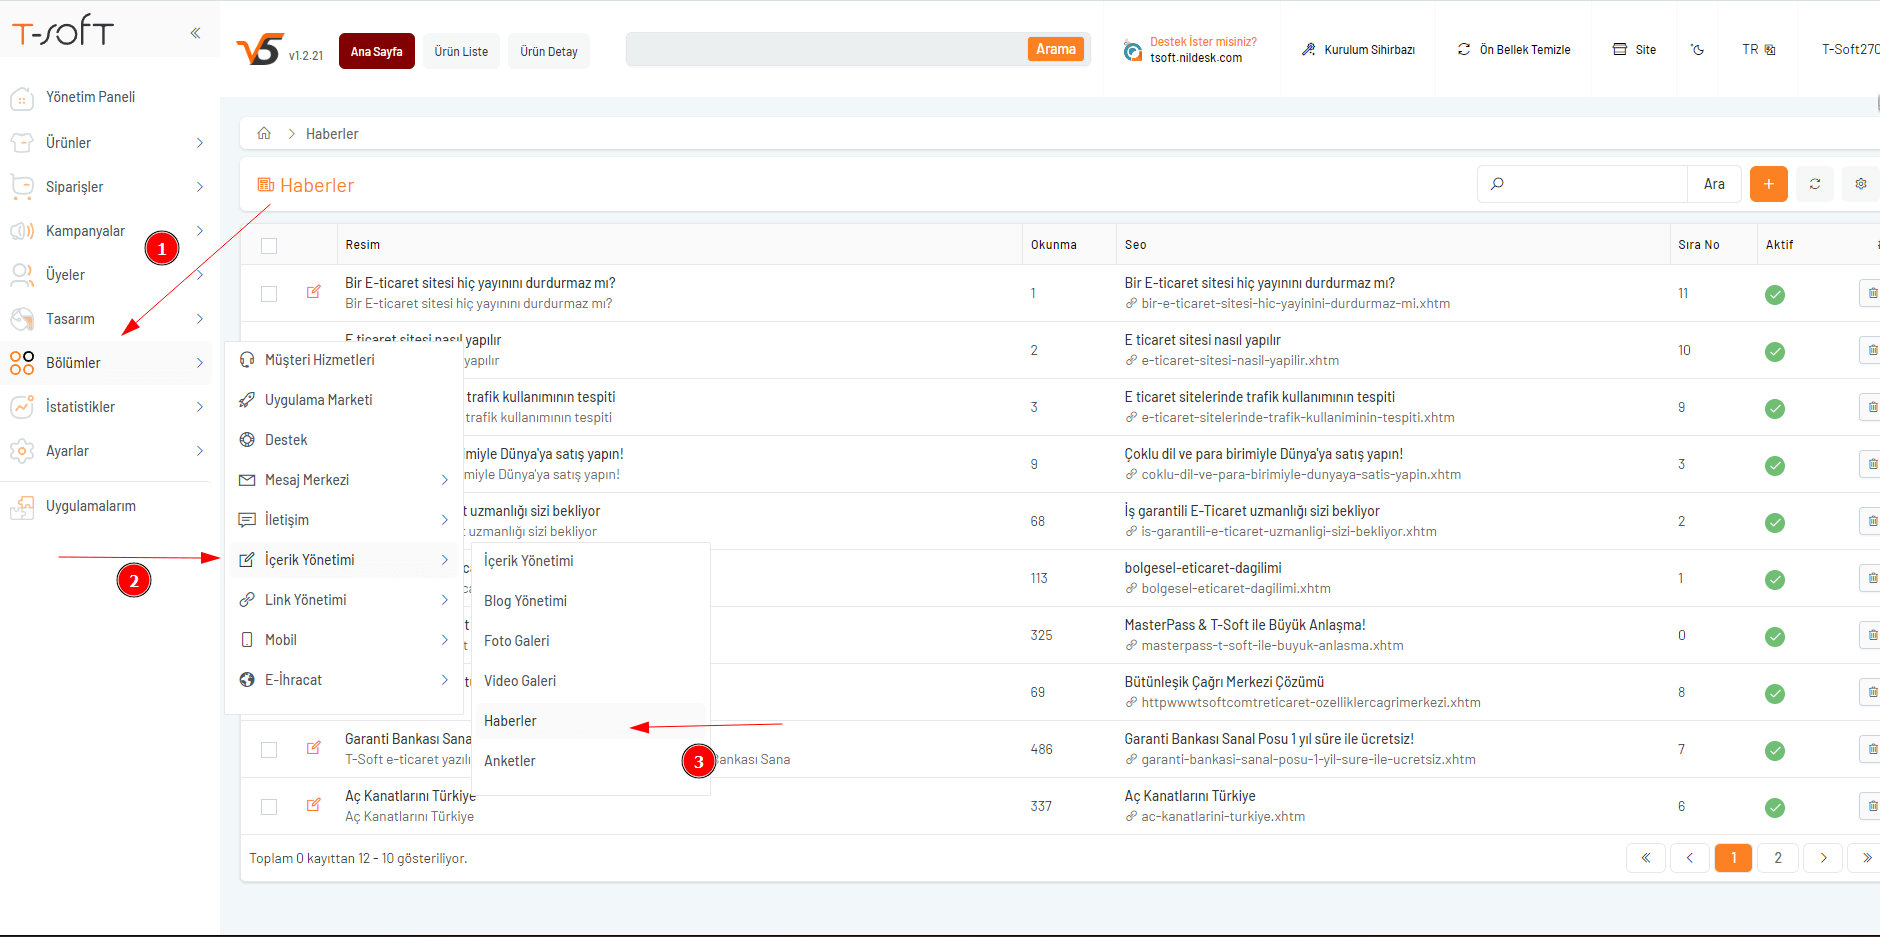 T-SOFT
V5 v1.2.21
Ana Sayfa
Ürün Liste
Ürün Detay
Arama
Destek İster misiniz?
tsoft.nildesk.com
Kurulum Sihirbazı
Ön Bellek Temizle
Site
TR
T-Soft270
Yönetim Paneli
Ürünler
Siparişler
Kampanyalar
Üyeler
Tasarım
Bölümler
İstatistikler
Ayarlar
Uygulamalarım
1
2
3
Haberler
Haberler
Ara
Resim
Okunma
Seo
Sıra No
Aktif
Bir E-ticaret sitesi hiç yayınını durdurmaz mı?
Bir E-ticaret sitesi hiç yayınını durdurmaz mı?
1
Bir E-ticaret sitesi hiç yayınını durdurmaz mı?
bir-e-ticaret-sitesi-hic-yayinini-durdurmaz-mi.xhtm
11
E ticaret sitesi nasıl yapılır
yapılır
2
E ticaret sitesi nasıl yapılır
e-ticaret-sitesi-nasil-yapilir.xhtm
10
trafik kullanımının tespiti
trafik kullanımının tespiti
3
E ticaret sitelerinde trafik kullanımının tespiti
e-ticaret-sitelerinde-trafik-kullaniminin-tespiti.xhtm
9
imiyle Dünya'ya satış yapın!
miyle Dünya'ya satış yapın!
9
Çoklu dil ve para birimiyle Dünya'ya satış yapın!
coklu-dil-ve-para-birimiyle-dunyaya-satis-yapin.xhtm
3
t uzmanlığı sizi bekliyor
t uzmanlığı sizi bekliyor
68
İş garantili E-Ticaret uzmanlığı sizi bekliyor
is-garantili-e-ticaret-uzmanligi-sizi-bekliyor.xhtm
2
113
bolgesel-eticaret-dagilimi
bolgesel-eticaret-dagilimi.xhtm
1
325
MasterPass & T-Soft ile Büyük Anlaşma!
masterpass-t-soft-ile-buyuk-anlasma.xhtm
0
69
Bütünleşik Çağrı Merkezi Çözümü
httpwwwtsoftcomtreticaret-ozelliklercagrimerkezi.xhtm
8
Garanti Bankası Sana
T-Soft e-ticaret yazılı
Bankası Sana
486
Garanti Bankası Sanal Posu 1 yıl süre ile ücretsiz!
garanti-bankasi-sanal-posu-1-yil-sure-ile-ucretsiz.xhtm
7
Aç Kanatlarını Türkiye
Aç Kanatlarını Türkiye
337
Aç Kanatlarını Türkiye
ac-kanatlarini-turkiye.xhtm
6
Müşteri Hizmetleri
Uygulama Marketi
Destek
Mesaj Merkezi
İletişim
İçerik Yönetimi
Link Yönetimi
Mobil
E-İhracat
İçerik Yönetimi
Blog Yönetimi
Foto Galeri
Video Galeri
Haberler
Anketler
Toplam 0 kayıttan 12 - 10 gösteriliyor.
1
2